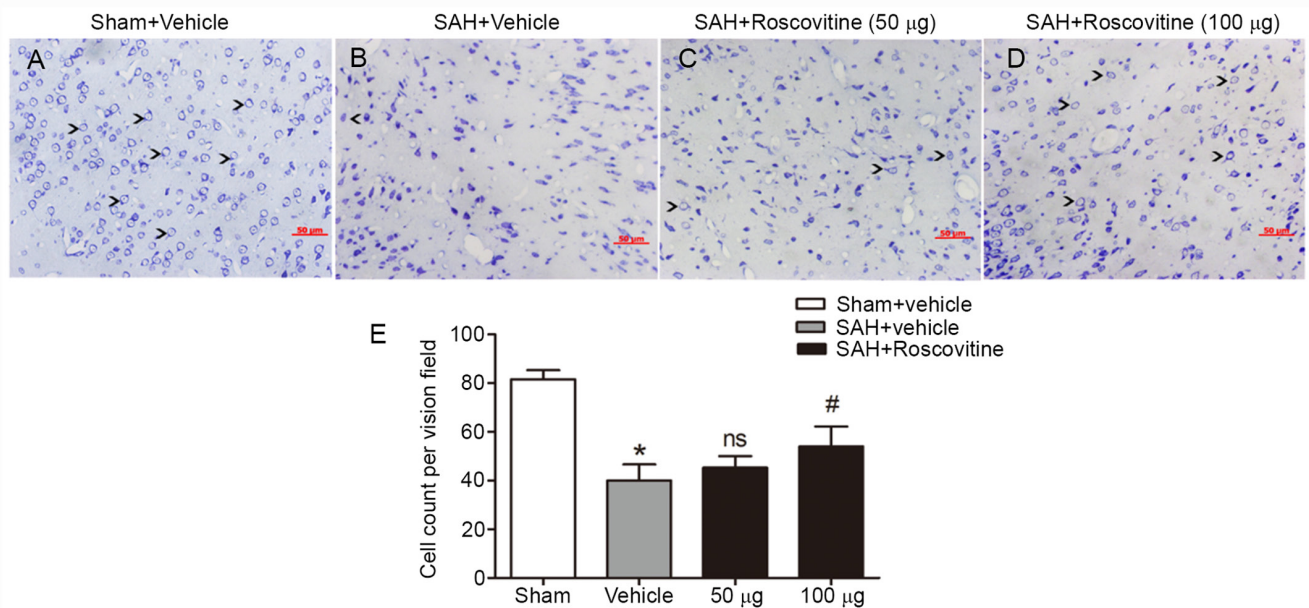 Sham+Vehicle
SAH+Vehicle
SAH+Roscovitine (50 μg)
SAH+Roscovitine (100 μg)
A
B
C
D
50 μm
50 μm
50 μm
50 μm
E
Sham+vehicle
SAH+vehicle
SAH+Roscovitine
Cell count per vision field
100
80
60
40
20
0
*
ns
#
Sham
Vehicle
50 μg
100 μg